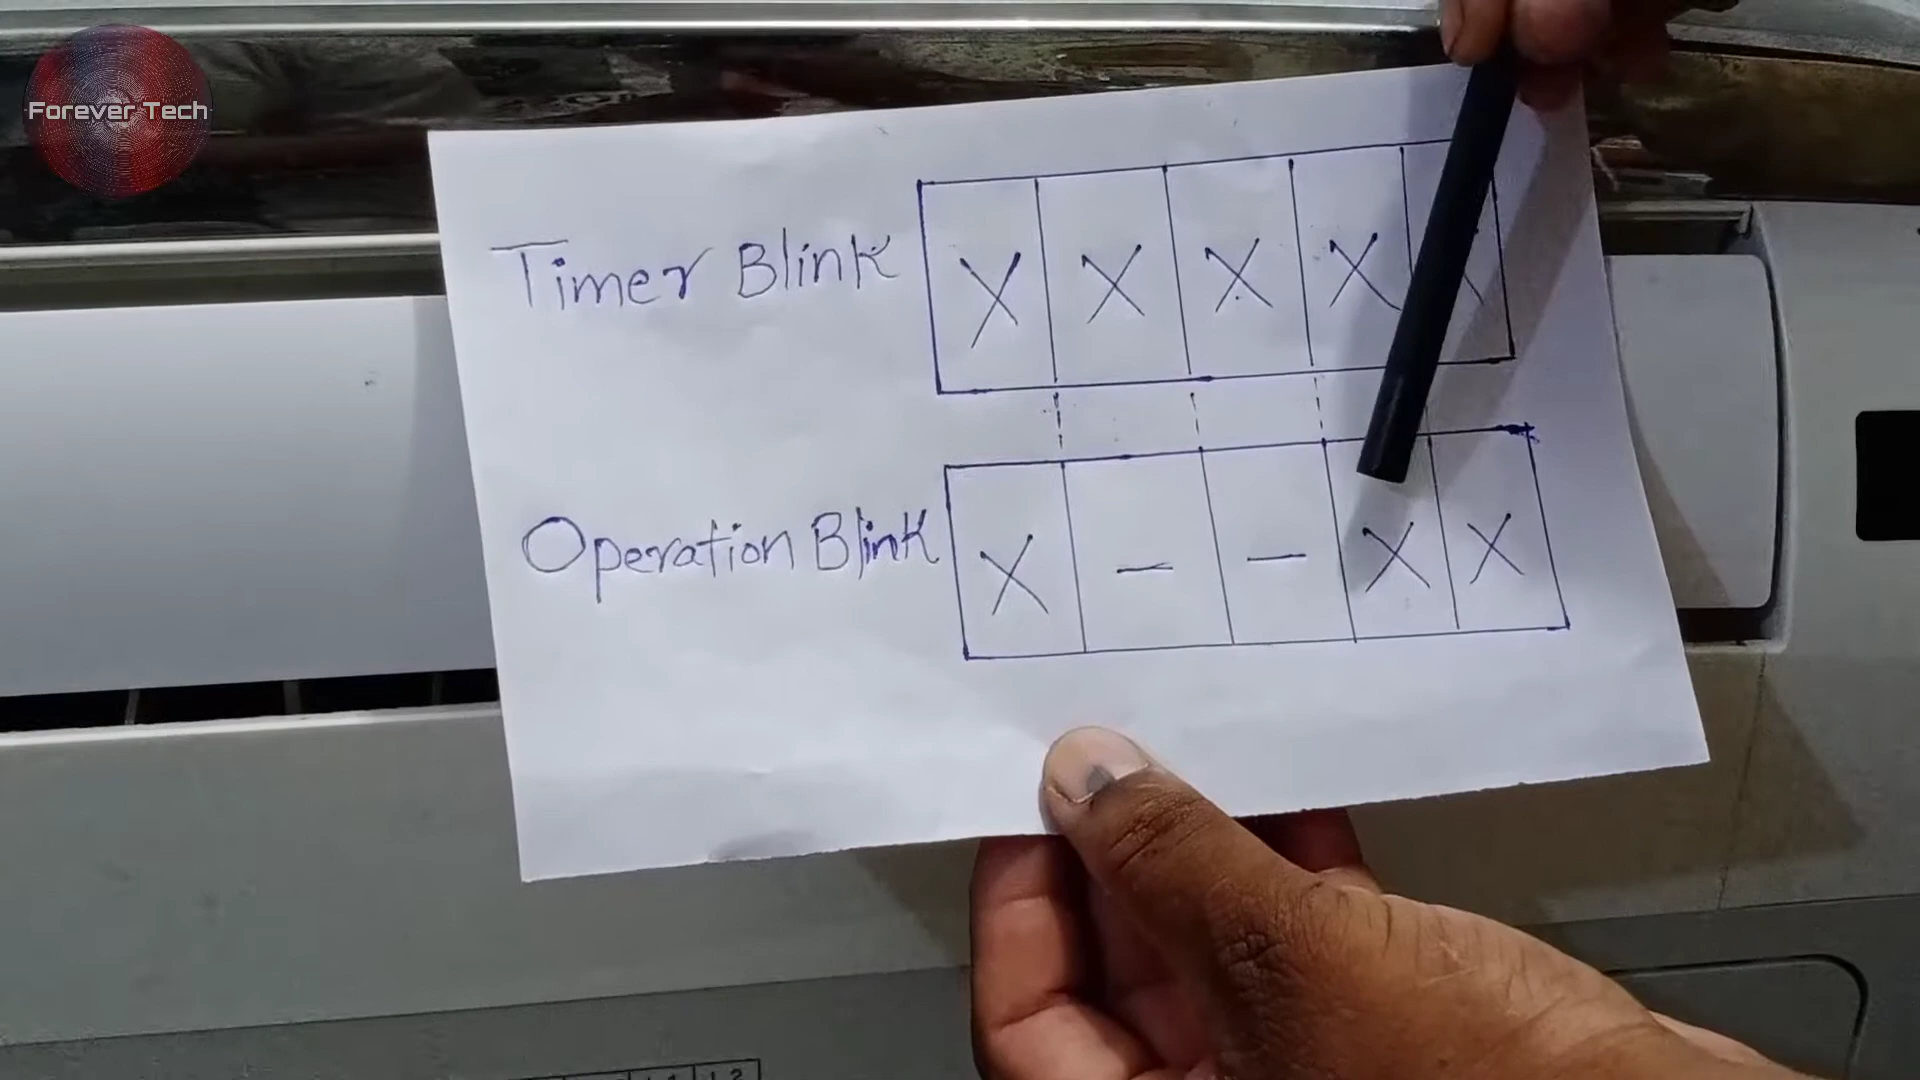 Forever Tech
Timer Blink X X X X X
Operation Blink X - - X X